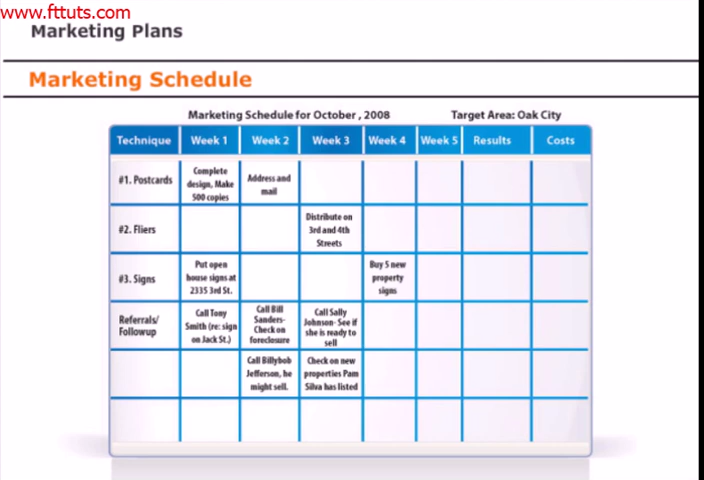 www.fttuts.com
Marketing Plans
Marketing Schedule
Marketing Schedule for October , 2008 Target Area: Oak City
Technique Week 1 Week 2 Week 3 Week 4 Week 5 Results Costs
#1. Postcards
Complete
design, Make
500 copies
Address and
mail
#2. Fliers
Distribute on
3rd and 4th
Streets
#3. Signs
Put open
house signs at
2335 3rd St.
Buy 5 new
property
signs
Referrals/
Followup
Call Tony
Smith (re: sign
on Jack St.)
Call Bill
Sanders-
Check on
foreclosure
Call Sally
Johnson- See if
she is ready to
sell
Call Billybob
Jefferson, he
might sell.
Check on new
properties Pam
Silva has listed